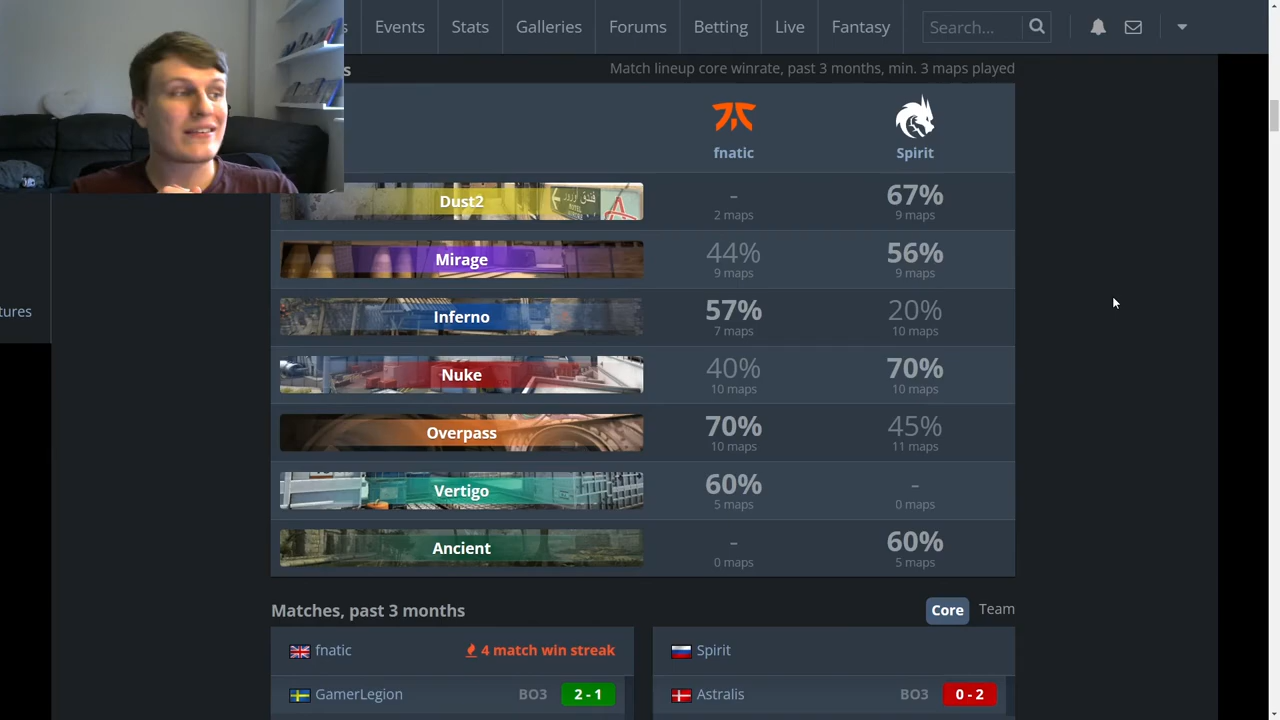 Events
Stats
Galleries
Forums
Betting
Live
Fantasy
Search...
s
s
Match lineup core winrate, past 3 months, min. 3 maps played
fnatic
Spirit
Dust2
-
2 maps
67%
9 maps
Mirage
44%
9 maps
56%
9 maps
tures
Inferno
57%
7 maps
20%
10 maps
Nuke
40%
10 maps
70%
10 maps
Overpass
70%
10 maps
45%
11 maps
Vertigo
60%
5 maps
-
0 maps
Ancient
-
0 maps
60%
5 maps
Matches, past 3 months
Core
Team
fnatic
4 match win streak
Spirit
GamerLegion
BO3
2 - 1
Astralis
BO3
0 - 2